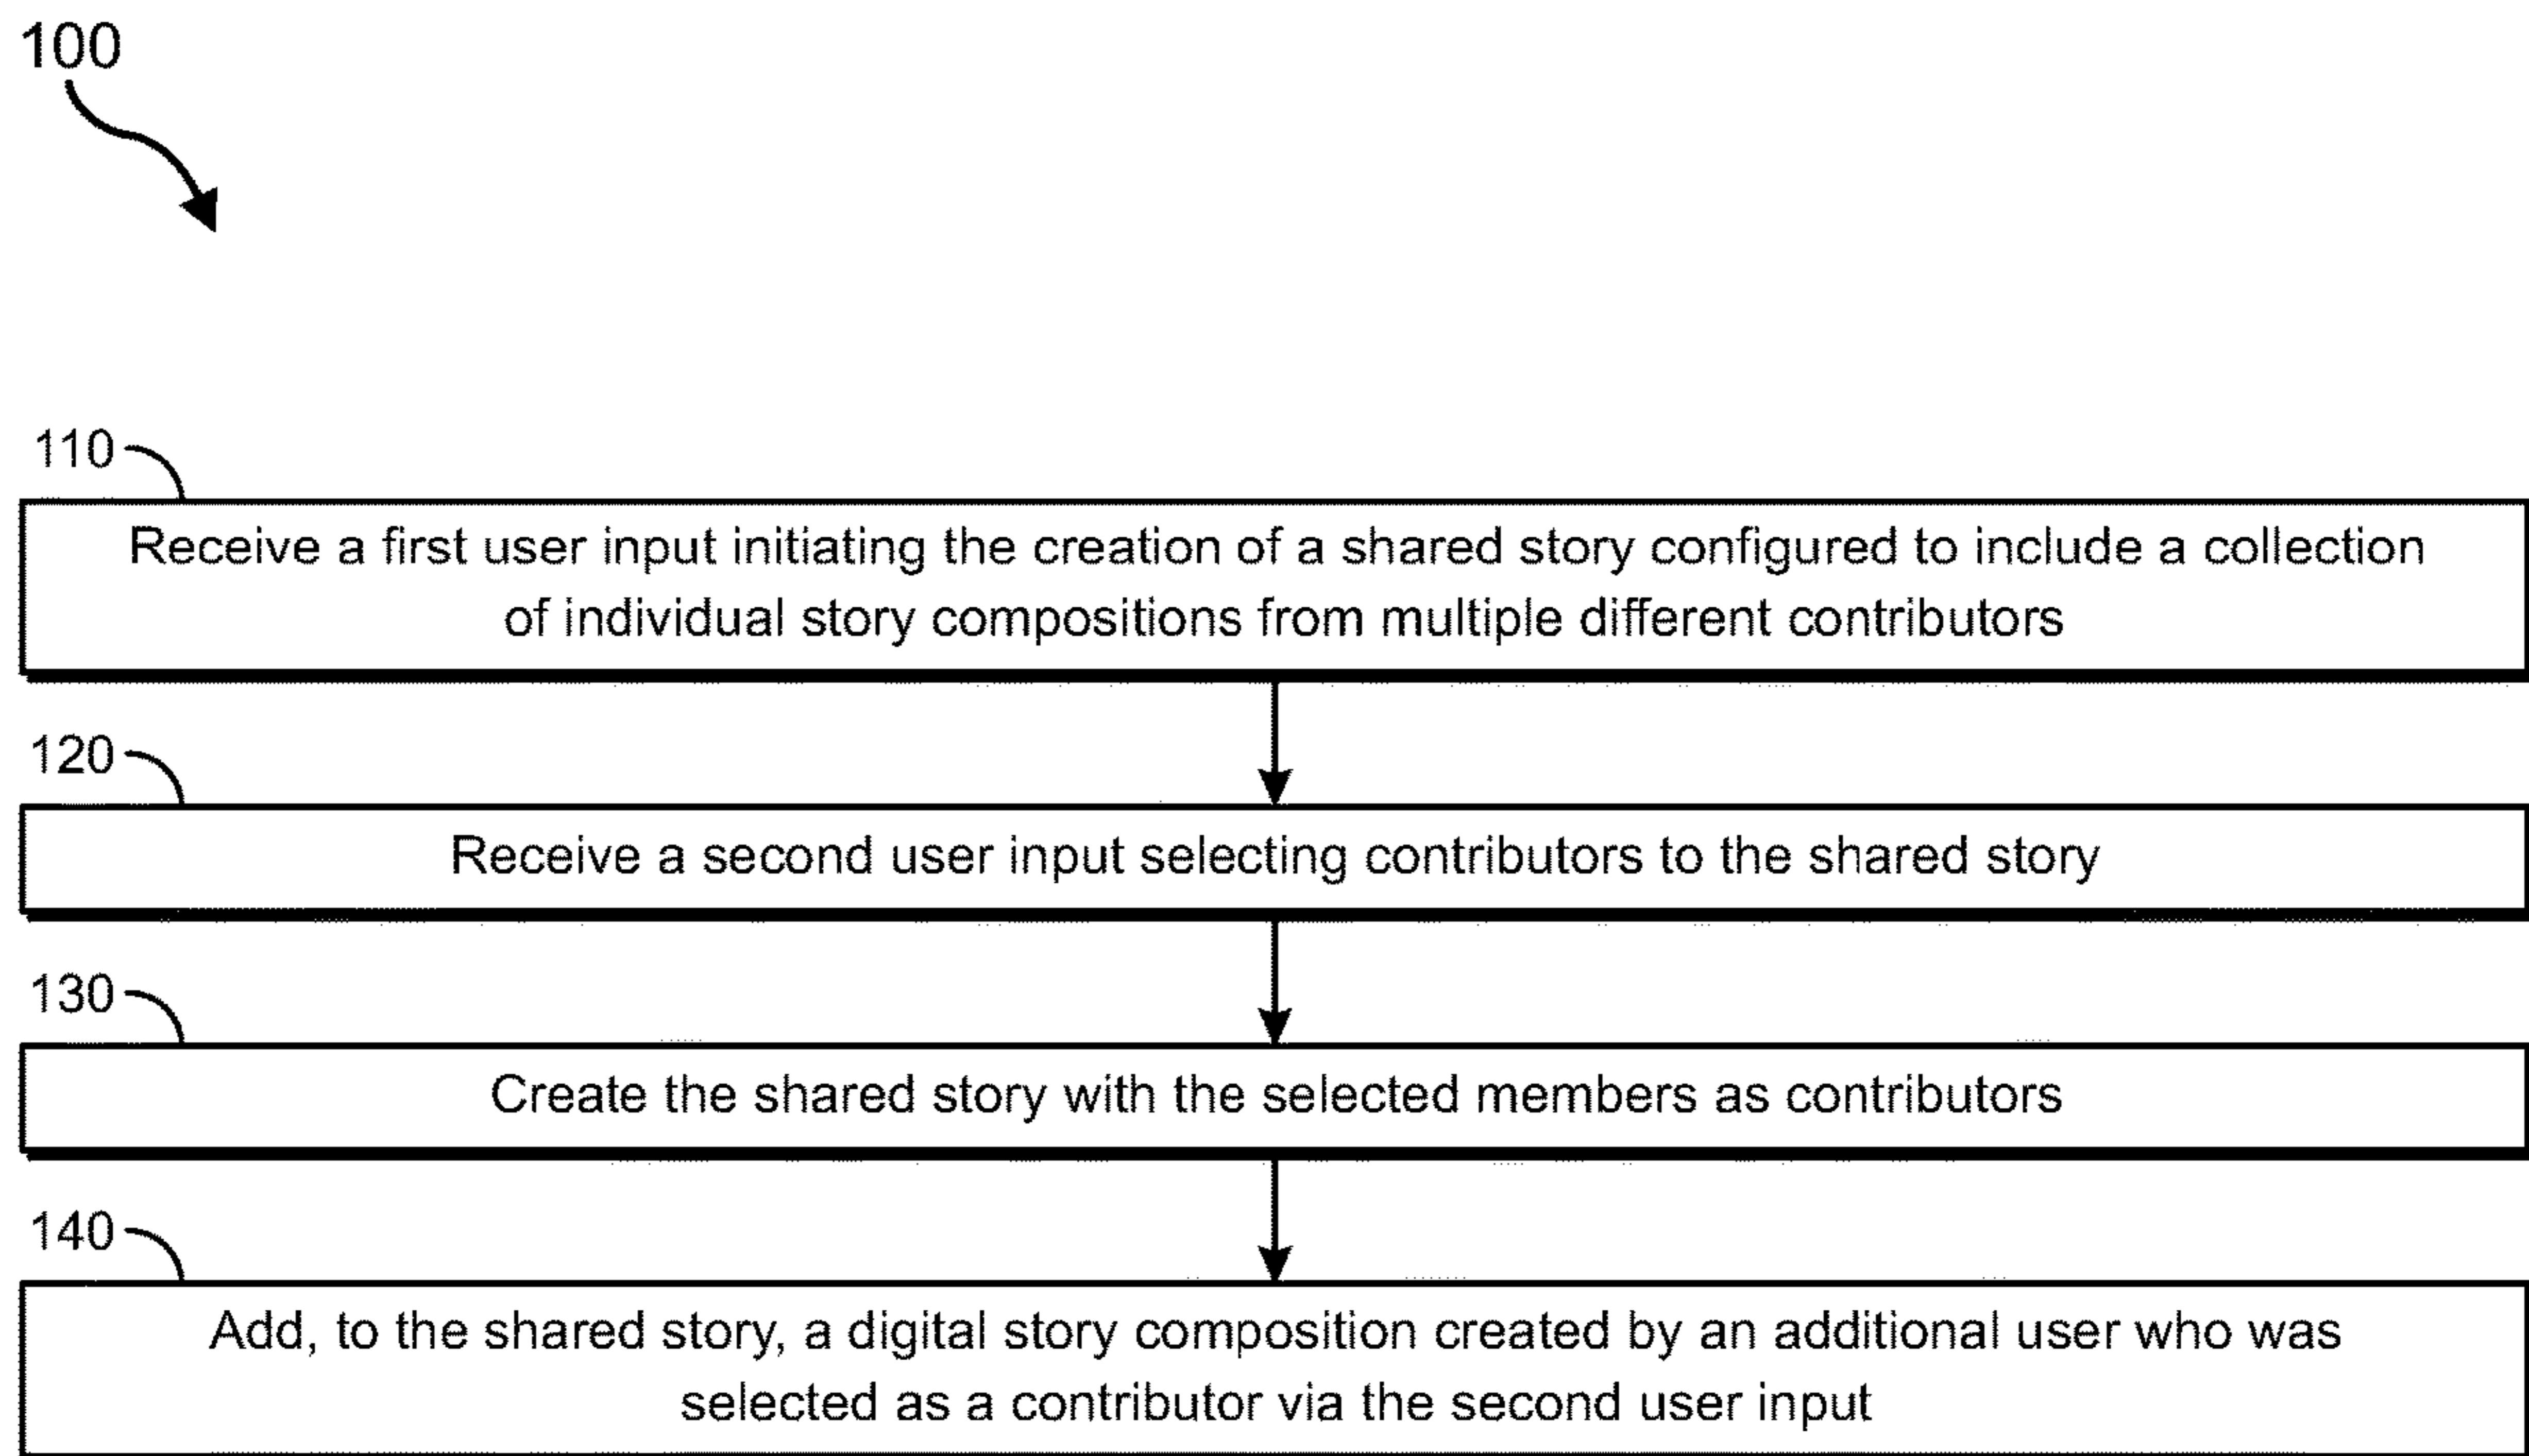 100
110
Receive a first user input initiating the creation of a shared story configured to include a collection
of individual story compositions from multiple different contributors
120
Receive a second user input selecting contributors to the shared story
130
Create the shared story with the selected members as contributors
140
Add, to the shared story, a digital story composition created by an additional user who was
selected as a contributor via the second user input